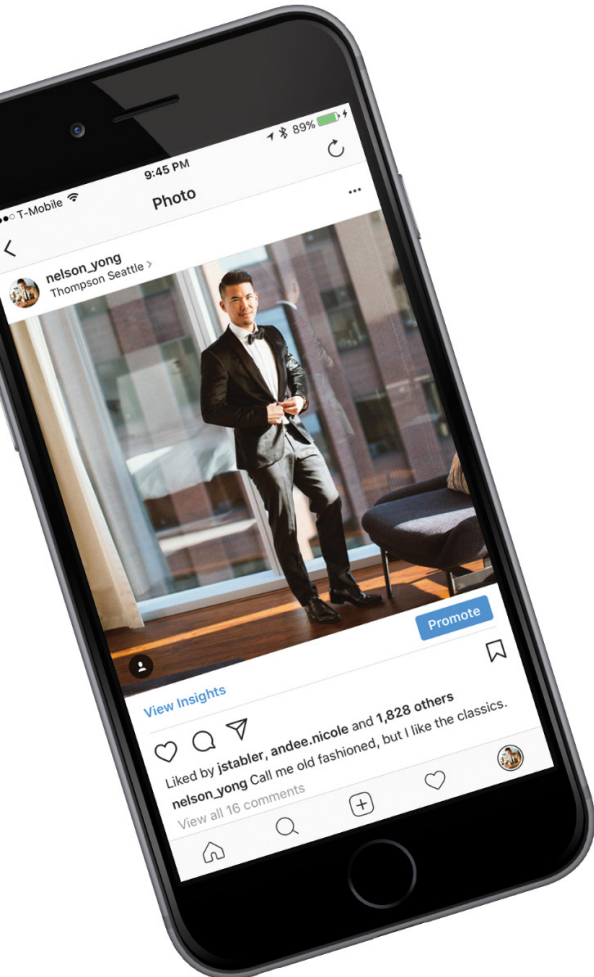 T-Mobile 9:45 PM 89%
Photo
nelson_yong
Thompson Seattle >
Promote
View Insights
Liked by jstabler, andee.nicole and 1,828 others
nelson_yong Call me old fashioned, but I like the classics.
View all 16 comments